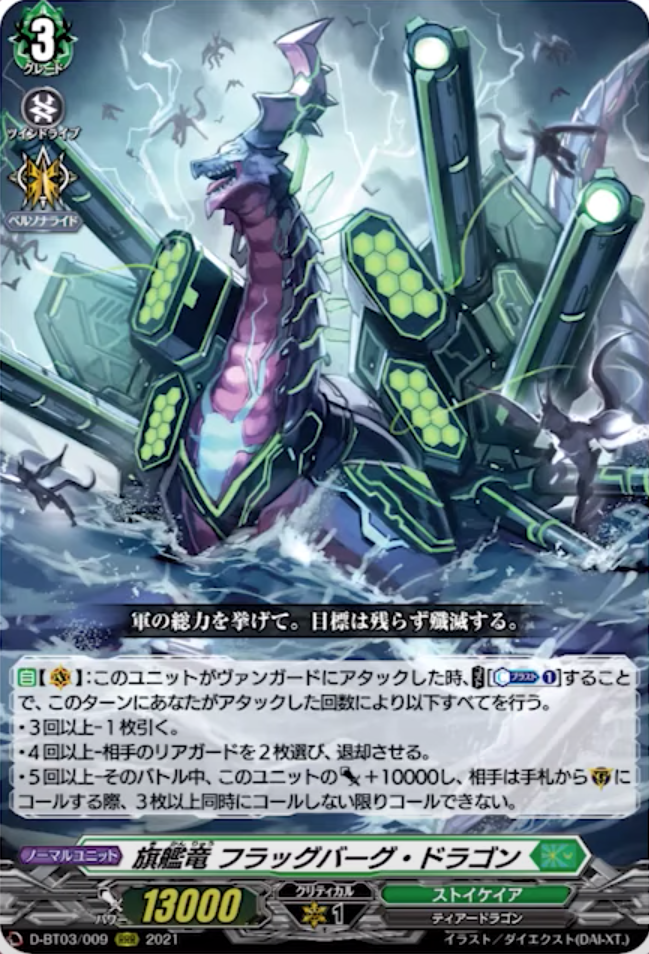 3
グレード
ツインドライブ
ペルソナライド
軍の総力を挙げて。目標は残らず殲滅する。
自【】:このユニットがヴァンガードにアタックした時、コスト[ブラスト1]すること
で、このターンにあなたがアタックした回数により以下すべてを行う。
・3回以上-1枚引く。
・4回以上-相手のリアガードを2枚選び、退却させる。
・5回以上-そのバトル中、このユニットの+10000し、相手は手札からGに
コールする際、3枚以上同時にコールしない限りコールできない。
ノーマルユニット
き かんりゅう
旗艦竜 フラッグバーグ・ドラゴン
パワー 13000 クリティカル 1
ストイケイア
ティアードラゴン
D-BT03/009 RRR 2021 イラスト/ダイエクスト(DAI-XT.)